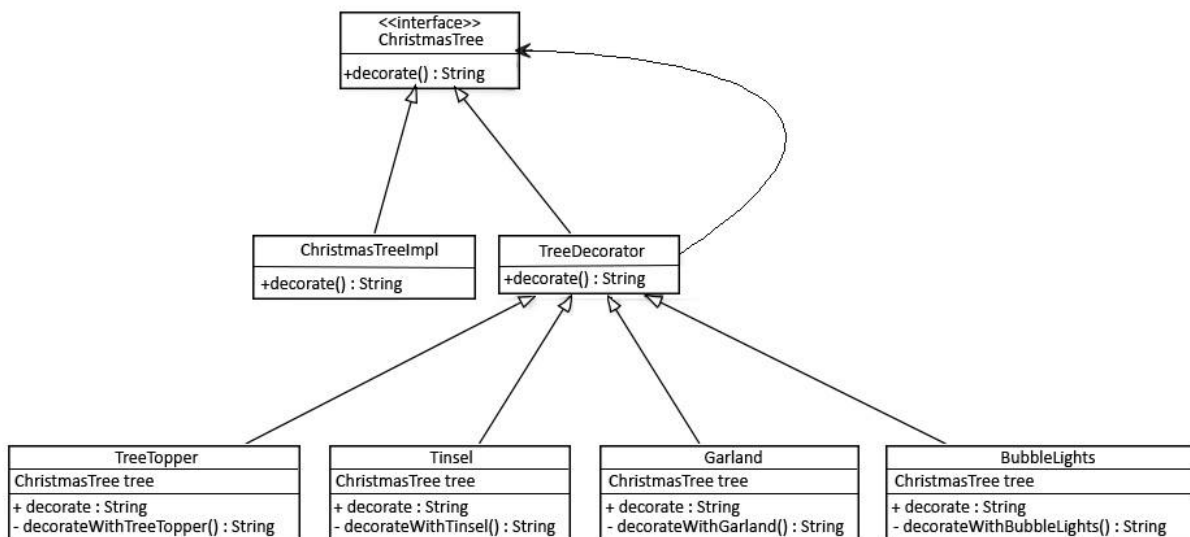 <<interface>>
ChristmasTree
+decorate() : String
ChristmasTreeImpl
+decorate() : String
TreeDecorator
+decorate() : String
TreeTopper
ChristmasTree tree
+ decorate : String
- decorateWithTreeTopper() : String
Tinsel
ChristmasTree tree
+ decorate : String
- decorateWithTinsel() : String
Garland
ChristmasTree tree
+ decorate : String
- decorateWithGarland() : String
BubbleLights
ChristmasTree tree
+ decorate : String
- decorateWithBubbleLights() : String